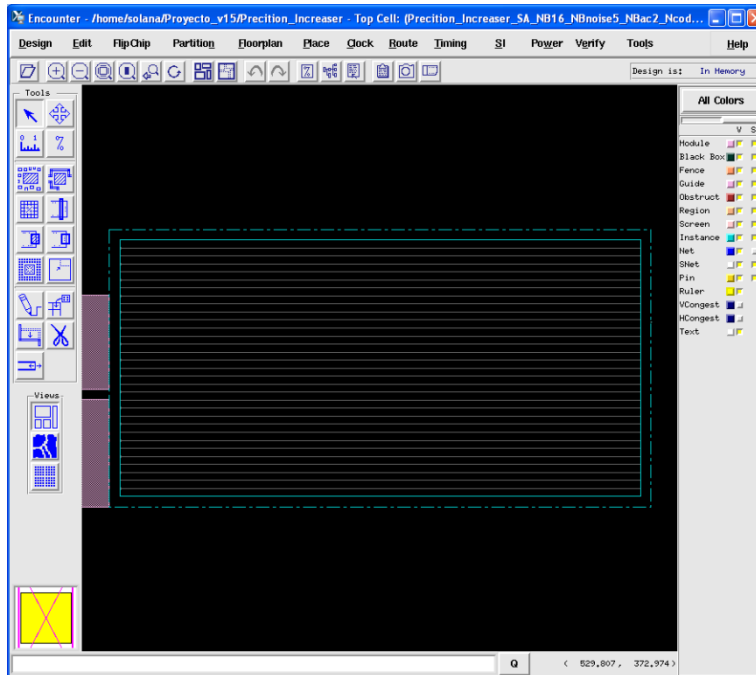 Encounter - /home/solana/Proyecto_v15/Precition_Increaser - Top Cell: (Precition_Increaser_SA_NB16_NBnoise5_NBac2_Ncod...
Design Edit FlipChip Partition Floorplan Place Clock Route Timing SI Power Verify Tools Help
Design is: In Memory
Tools
All Colors
V S
Module
Black Box
Fence
Guide
Obstruct
Region
Screen
Instance
Net
SNet
Pin
Ruler
VCongest
HCongest
Text
0 1
Views
Q ( 529.807, 372.974)